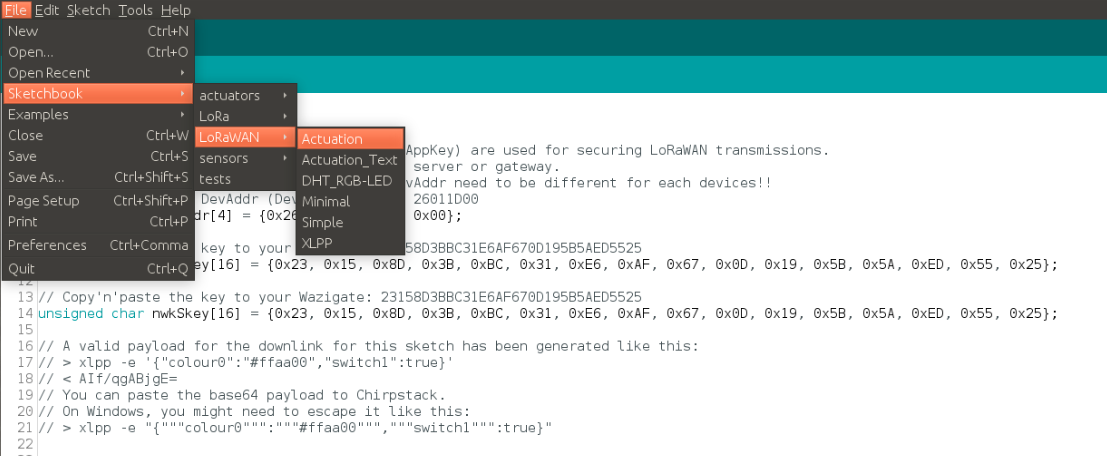 File Edit Sketch Tools Help
New Ctrl+N
Open... Ctrl+O
Open Recent
Sketchbook
Examples
Close Ctrl+W
Save Ctrl+S
Save As... Ctrl+Shift+S
Page Setup Ctrl+Shift+P
Print Ctrl+P
Preferences Ctrl+Comma
Quit Ctrl+Q
actuators
LoRa
LoRaWAN
sensors
tests
Actuation
Actuation_Text
DHT_RGB-LED
Minimal
Simple
XLPP
AppKey) are used for securing LoRaWAN transmissions.
server or gateway.
vAddr need to be different for each devices!!
DevAddr (Dev 26011D00
dr[4] = {0x26 0x00};
key to your 158D3BBC31E6AF670D195B5AED5525
key[16] = {0x23, 0x15, 0x8D, 0x3B, 0xBC, 0x31, 0xE6, 0xAF, 0x67, 0x0D, 0x19, 0x5B, 0x5A, 0xED, 0x55, 0x25};
12
13 // Copy'n'paste the key to your Wazigate: 23158D3BBC31E6AF670D195B5AED5525
14 unsigned char nwkSkey[16] = {0x23, 0x15, 0x8D, 0x3B, 0xBC, 0x31, 0xE6, 0xAF, 0x67, 0x0D, 0x19, 0x5B, 0x5A, 0xED, 0x55, 0x25};
15
16 // A valid payload for the downlink for this sketch has been generated like this:
17 // > xlpp -e '{"colour0":"#ffaa00","switch1":true}'
18 // < AIf/qgABjgE=
19 // You can paste the base64 payload to Chirpstack.
20 // On Windows, you might need to escape it like this:
21 // > xlpp -e "{"""colour0""":"""#ffaa00""","""switch1""":true}"
22